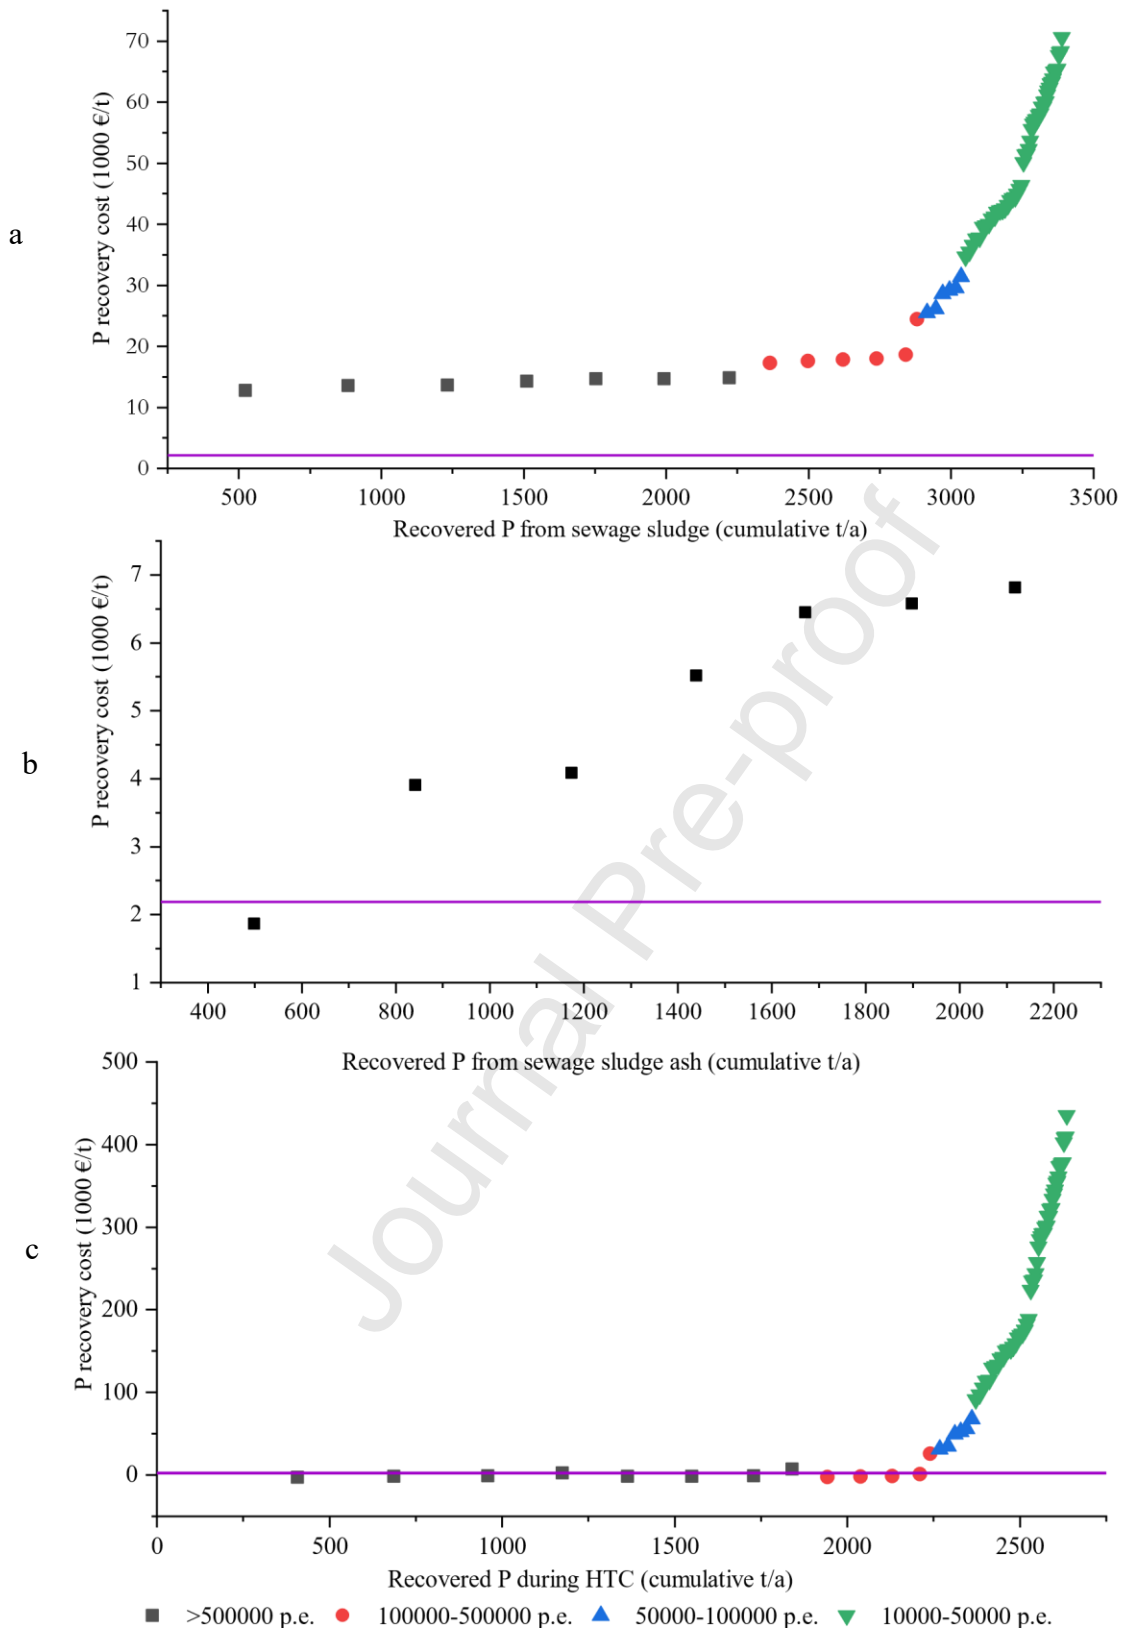 a
P recovery cost (1000 €/t)
70
60
50
40
30
20
10
0
500 1000 1500 2000 2500 3000 3500
Recovered P from sewage sludge (cumulative t/a)
b
P recovery cost (1000 €/t)
7
6
5
4
3
2
1
400 600 800 1000 1200 1400 1600 1800 2000 2200
Recovered P from sewage sludge ash (cumulative t/a)
c
P recovery cost (1000 €/t)
500
400
300
200
100
0
0 500 1000 1500 2000 2500
Recovered P during HTC (cumulative t/a)
>500000 p.e. 100000-500000 p.e. 50000-100000 p.e. 10000-50000 p.e.
Journal Pre-proof